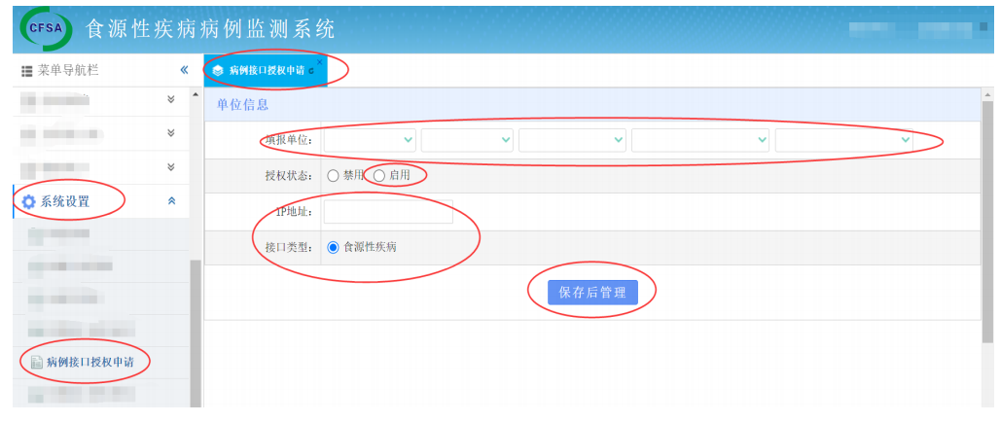 CFSA 食源性疾病病例监测系统
菜单导航栏
病例接口授权申请
单位信息
填报单位：
授权状态： 禁用 启用
系统设置
IP地址：
接口类型： 食源性疾病
保存后管理
病例接口授权申请